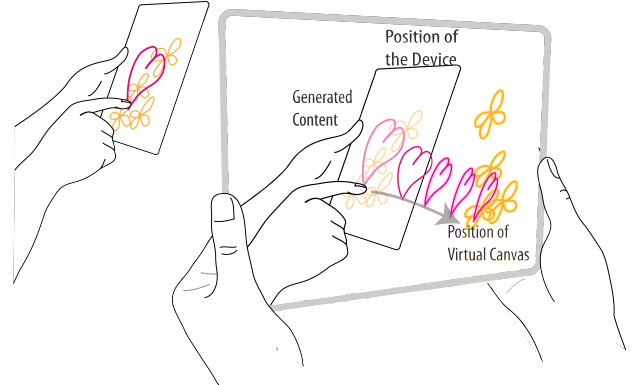 Position of
the Device
Generated
Content
Position of
Virtual Canvas